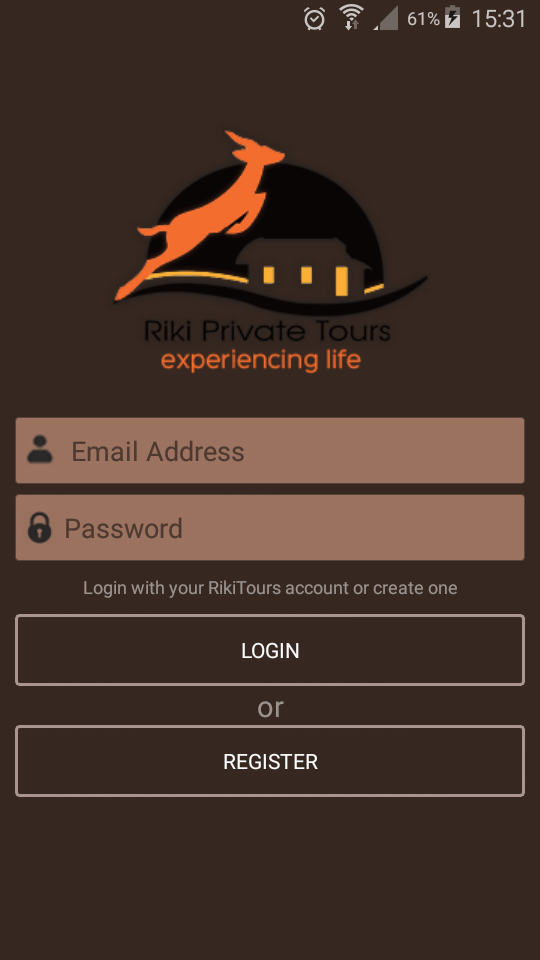 61% 15:31
Riki Private Tours
experiencing life
Email Address
Password
Login with your RikiTours account or create one
LOGIN
or
REGISTER